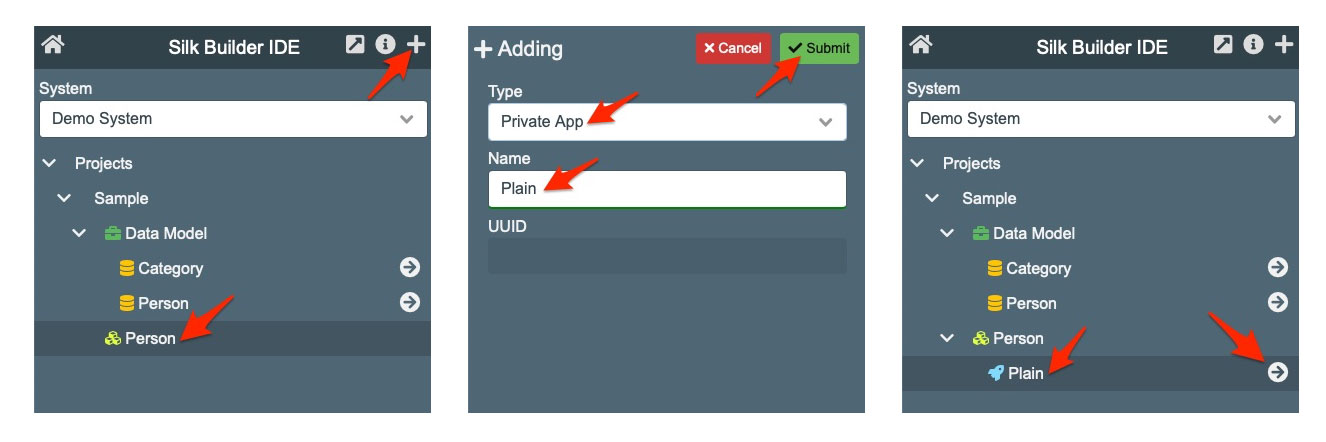 Silk Builder IDE
System
Demo System
Projects
Sample
Data Model
Category
Person
Person
Adding
Cancel
Submit
Type
Private App
Name
Plain
UUID
Silk Builder IDE
System
Demo System
Projects
Sample
Data Model
Category
Person
Person
Plain